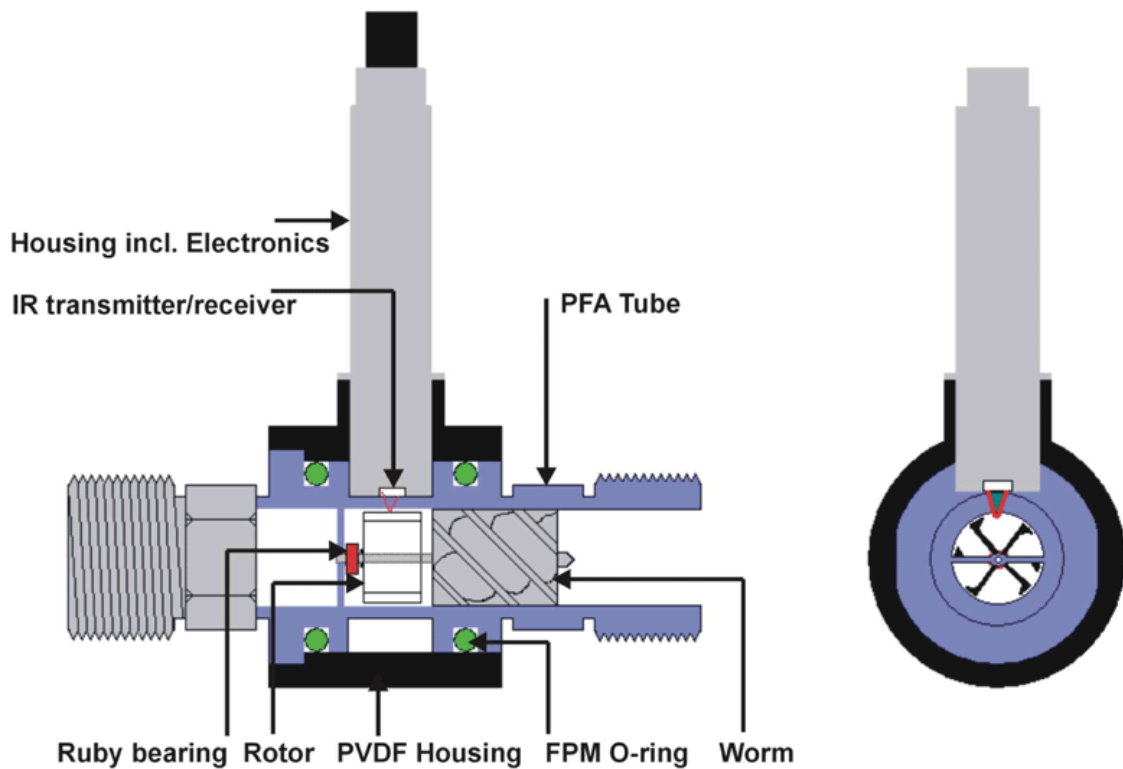 Housing incl. Electronics
IR transmitter/receiver
PFA Tube
Ruby bearing
Rotor
PVDF Housing
FPM O-ring
Worm